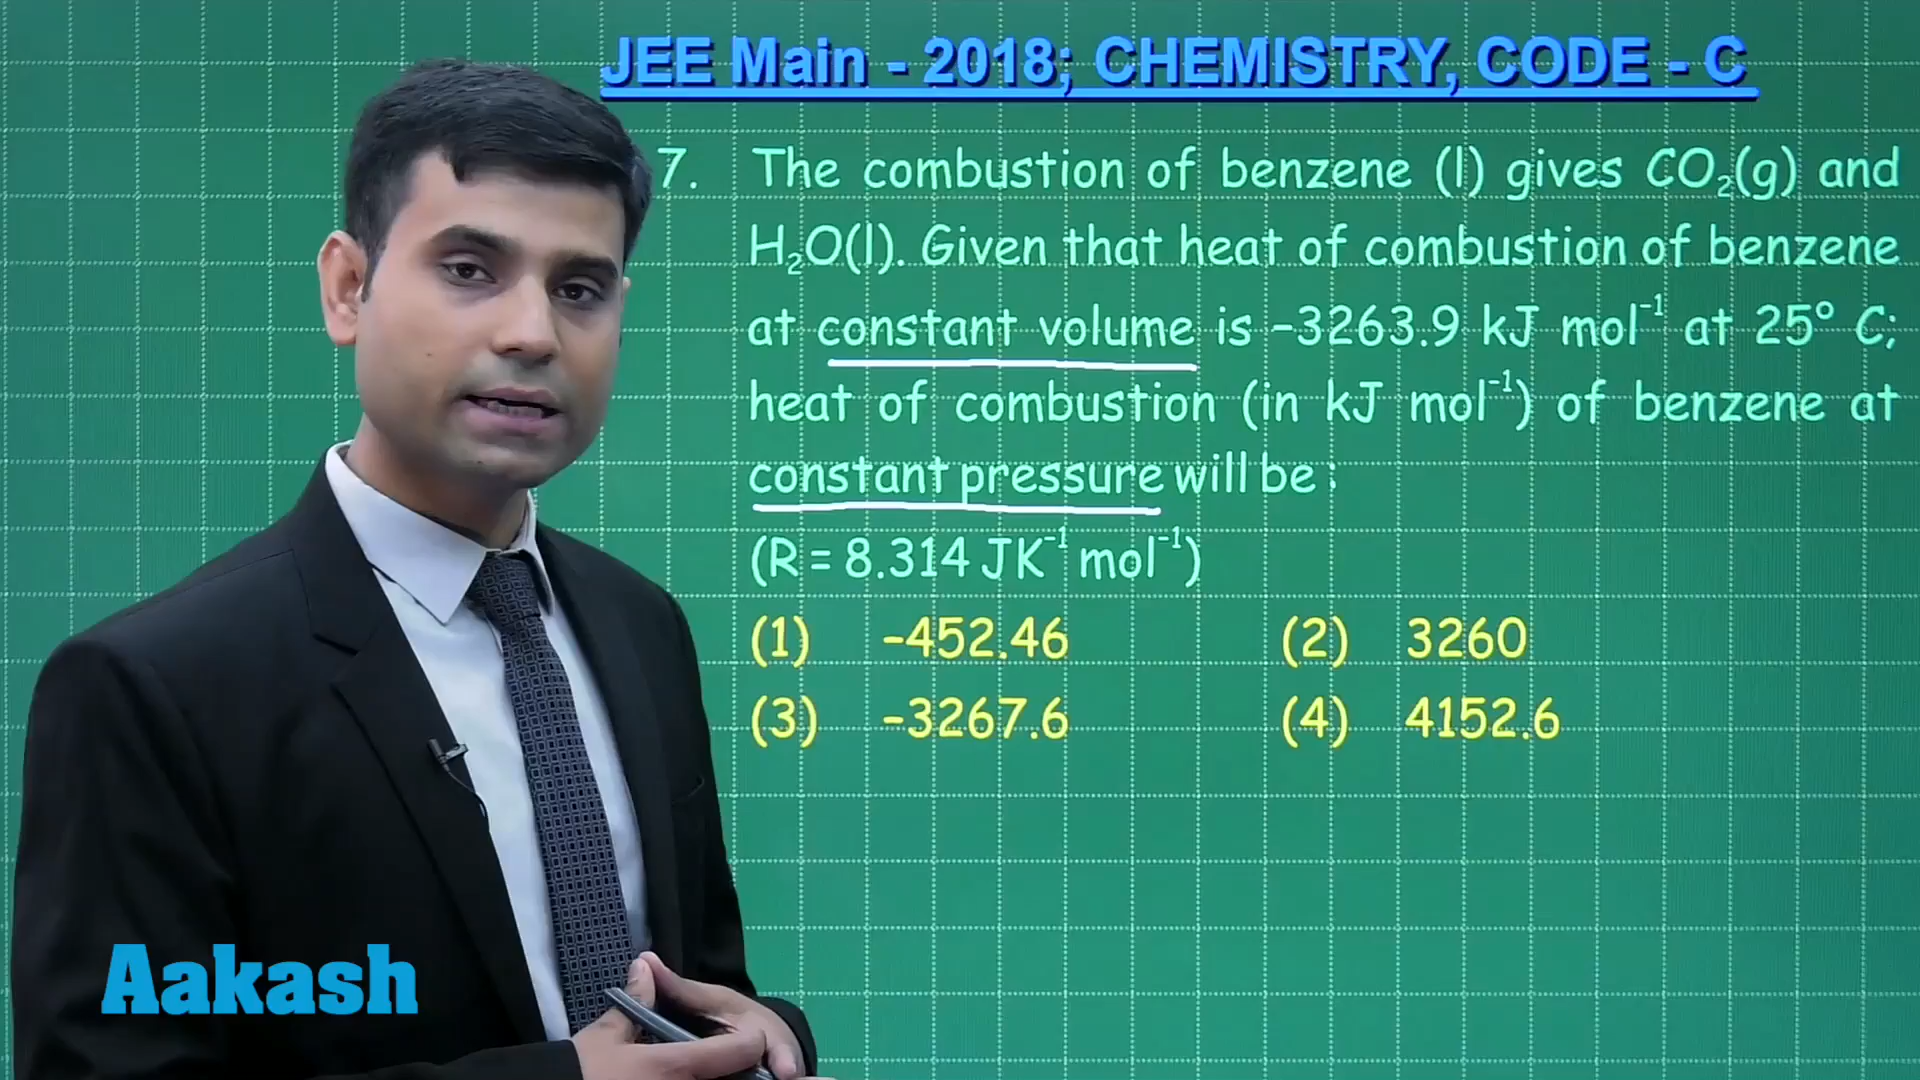 JEE Main - 2018; CHEMISTRY, CODE - C
7. The combustion of benzene (l) gives CO₂(g) and
H₂O(l). Given that heat of combustion of benzene
at constant volume is –3263.9 kJ mol⁻¹ at 25° C;
heat of combustion (in kJ mol⁻¹) of benzene at
constant pressure will be :
(R = 8.314 JK⁻¹ mol⁻¹)
(1) –452.46 (2) 3260
(3) –3267.6 (4) 4152.6
Aakash